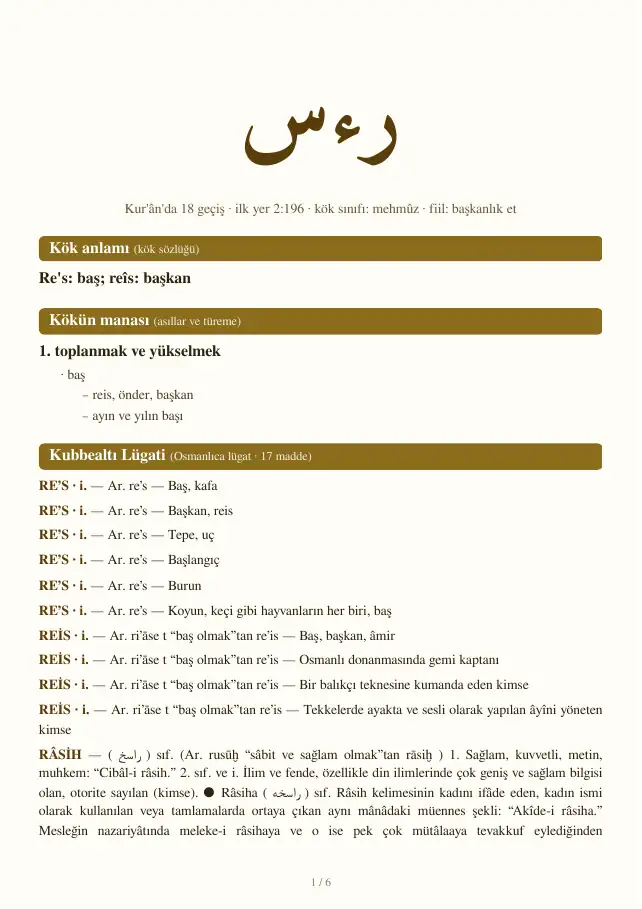 رءس
Kur'ân'da 18 geçiş · ilk yer 2:196 · kök sınıfı: mehmûz · fiil: başkanlık et
Kök anlamı (kök sözlüğü)
Re's: baş; reîs: başkan
Kökün manası (asıllar ve türeme)
1. toplanmak ve yükselmek
· baş
– reis, önder, başkan
– ayın ve yılın başı
Kubbealtı Lügati (Osmanlıca lügat · 17 madde)
RE’S · i. — Ar. re’s — Baş, kafa
RE’S · i. — Ar. re’s — Başkan, reis
RE’S · i. — Ar. re’s — Tepe, uç
RE’S · i. — Ar. re’s — Başlangıç
RE’S · i. — Ar. re’s — Burun
RE’S · i. — Ar. re’s — Koyun, keçi gibi hayvanların her biri, baş
REİS · i. — Ar. ri’āse t “baş olmak”tan re’is — Baş, başkan, âmir
REİS · i. — Ar. ri’āse t “baş olmak”tan re’is — Osmanlı donanmasında gemi kaptanı
REİS · i. — Ar. ri’āse t “baş olmak”tan re’is — Bir balıkçı teknesine kumanda eden kimse
REİS · i. — Ar. ri’āse t “baş olmak”tan re’is — Tekkelerde ayakta ve sesli olarak yapılan âyîni yöneten
kimse
RÂSİH — ( راسخ ) sıf. (Ar. rusūḫ “sâbit ve sağlam olmak”tan rāsiḫ ) 1. Sağlam, kuvvetli, metin,
muhkem: “Cibâl-i râsih.” 2. sıf. ve i. İlim ve fende, özellikle din ilimlerinde çok geniş ve sağlam bilgisi
olan, otorite sayılan (kimse). ● Râsiha ( راسخه ) sıf. Râsih kelimesinin kadını ifâde eden, kadın ismi
olarak kullanılan veya tamlamalarda ortaya çıkan aynı mânâdaki müennes şekli: “Akîde-i râsiha.”
Mesleğin nazariyâtında meleke-i râsihaya ve o ise pek çok mütâlaaya tevakkuf eylediğinden
1 / 6